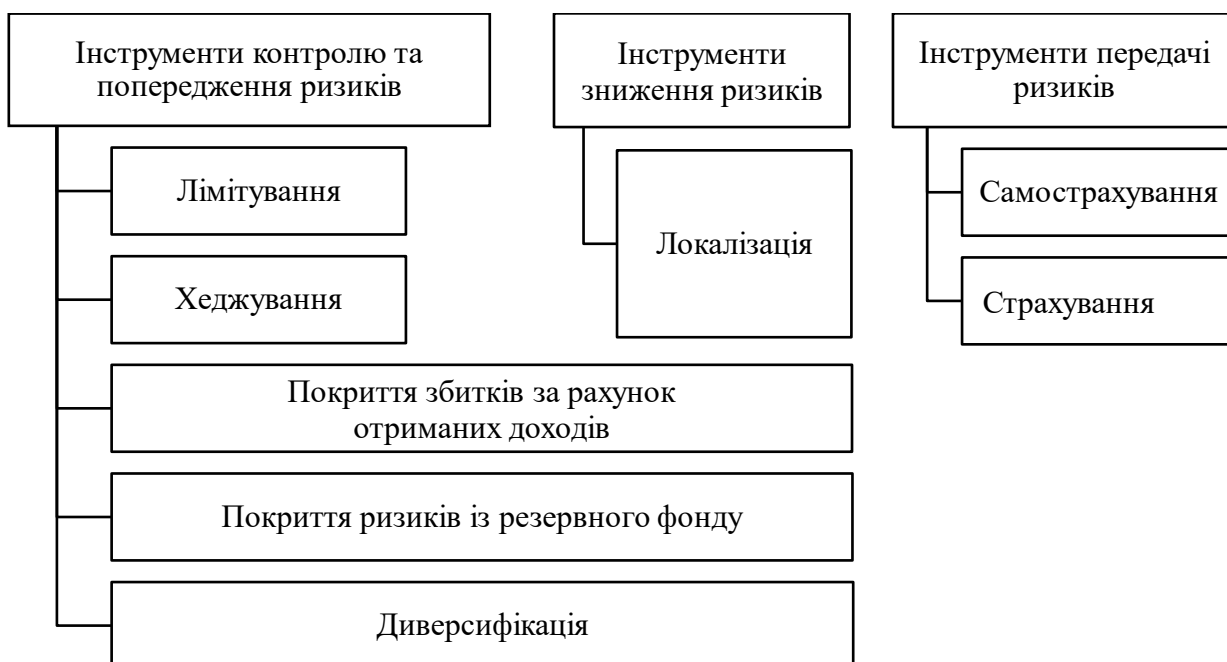 Інструменти контролю та
попередження ризиків
Лімітування
Хеджування
Покриття збитків за рахунок
отриманих доходів
Покриття ризиків із резервного фонду
Диверсифікація
Інструменти
зниження ризиків
Локалізація
Інструменти передачі
ризиків
Самострахування
Страхування